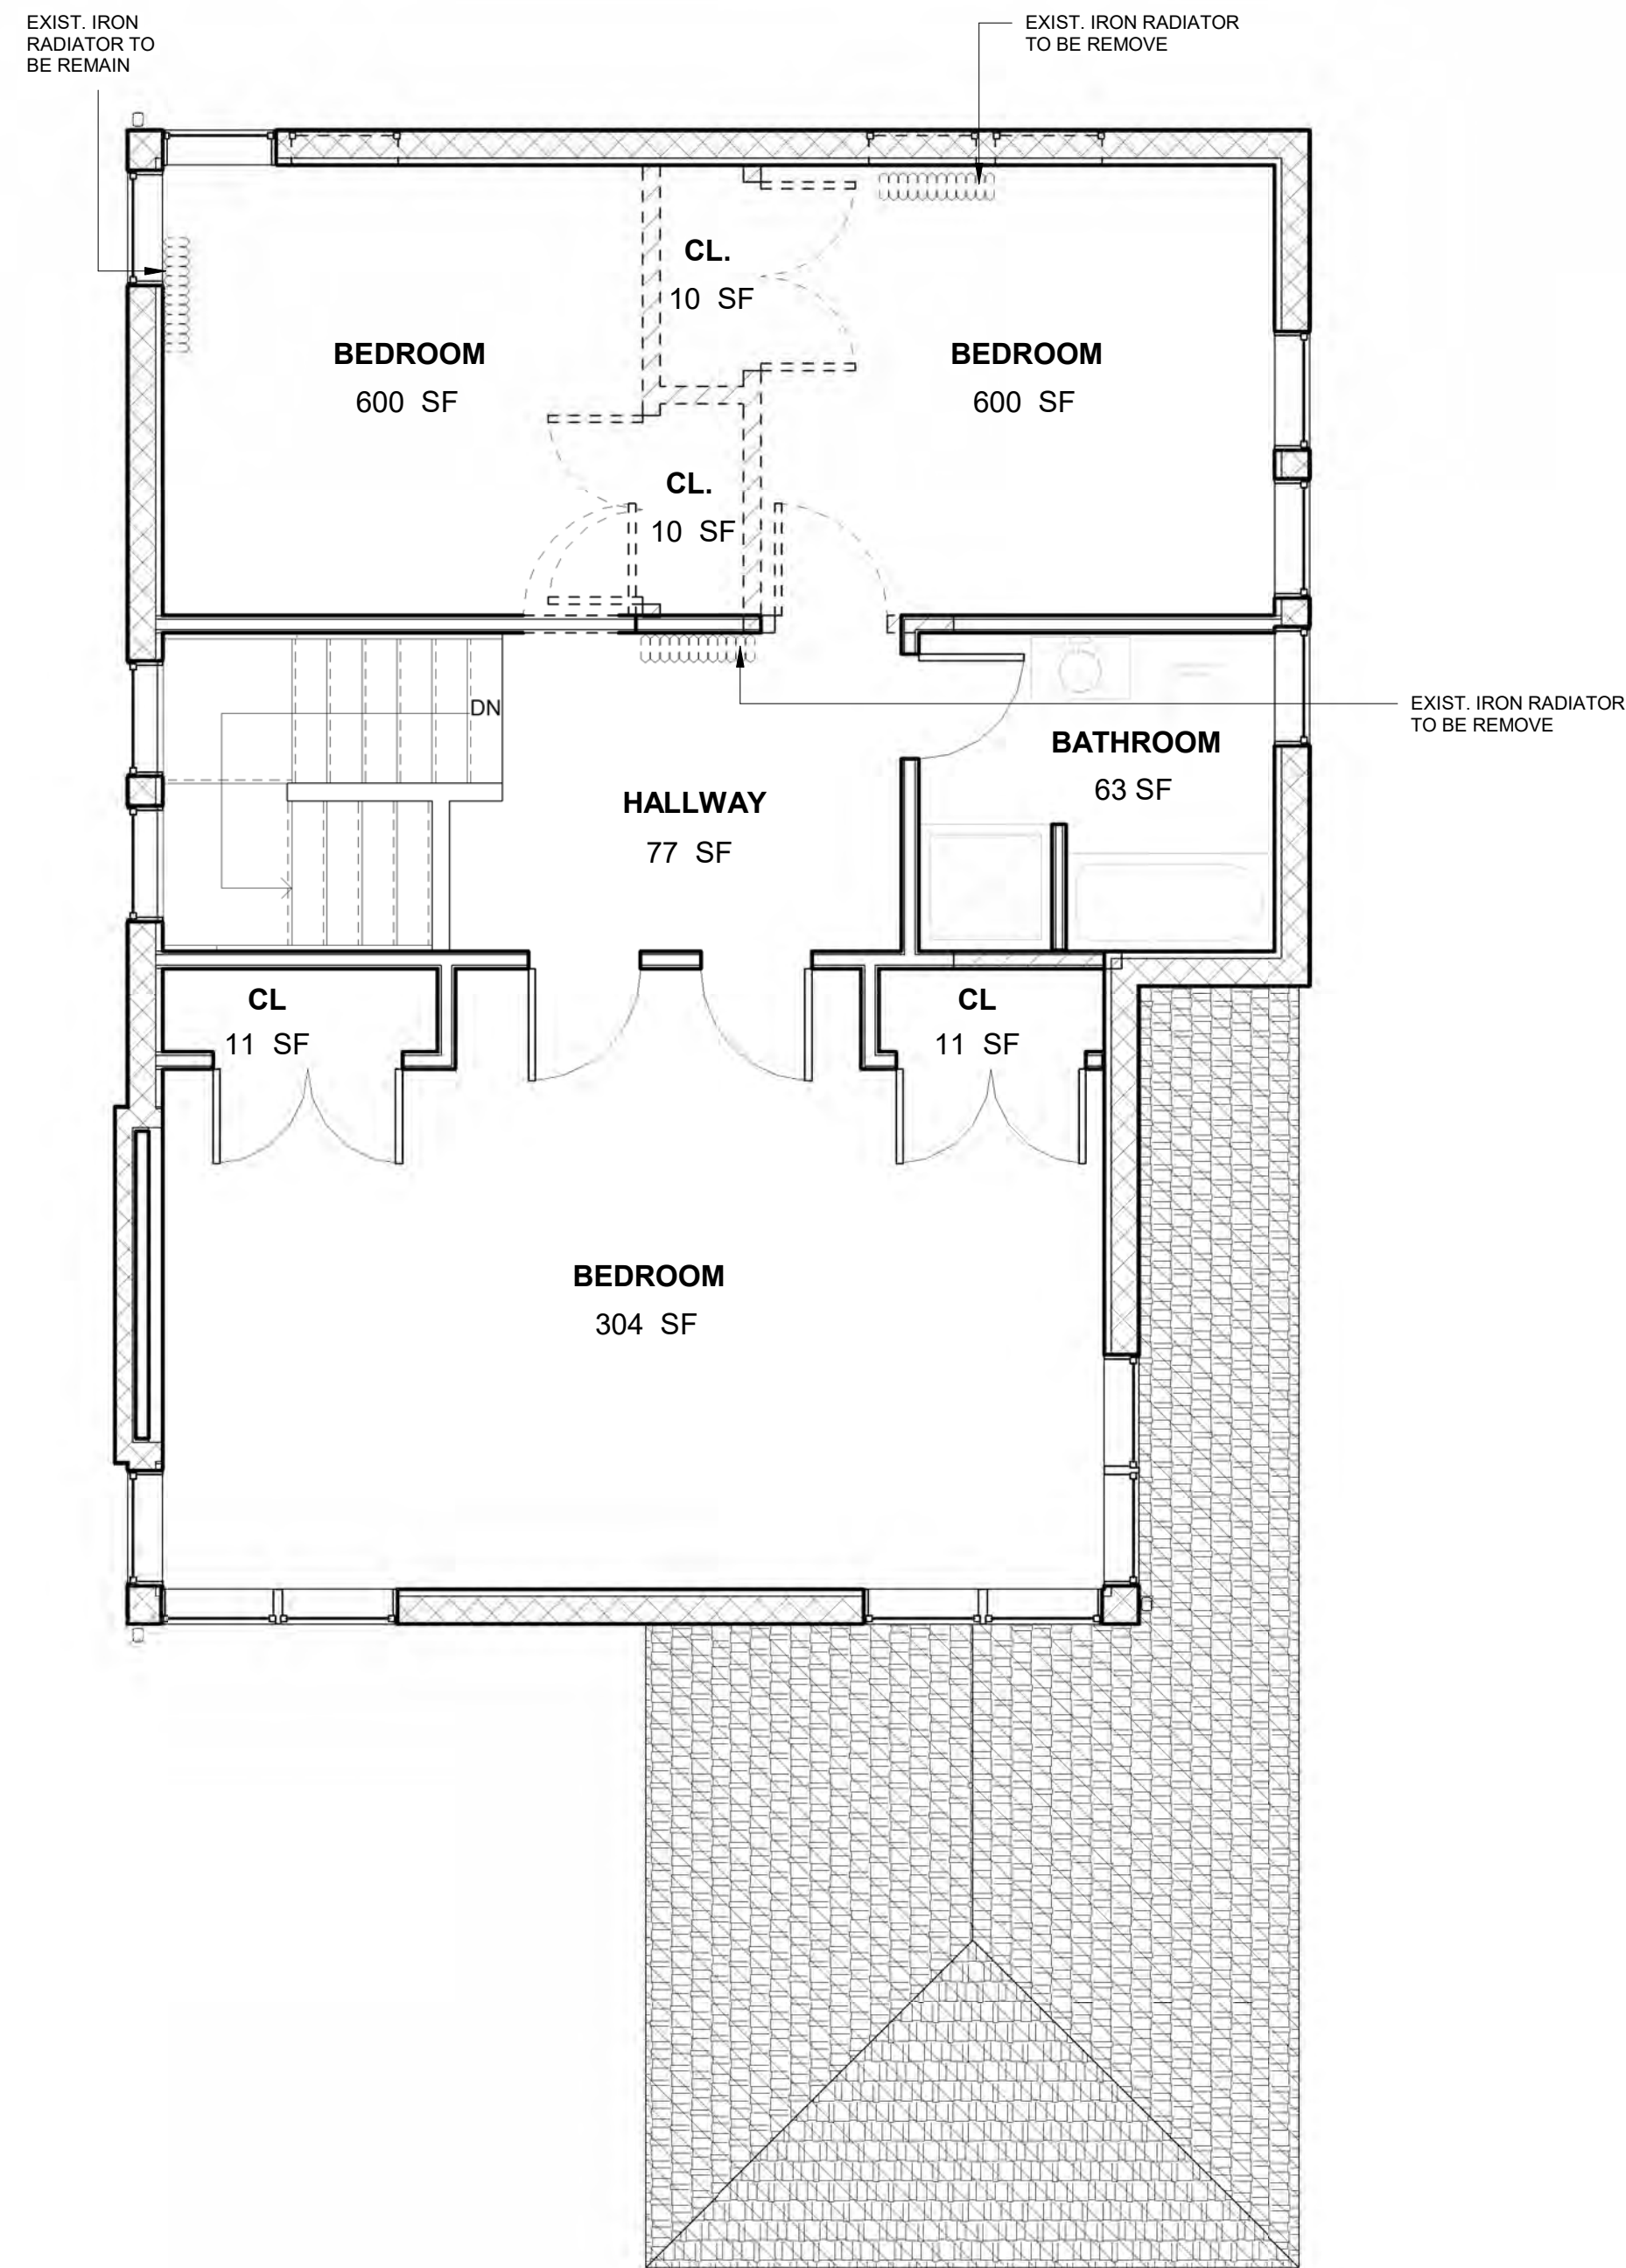 EXIST. IRON
RADIATOR TO
BE REMAIN
EXIST. IRON RADIATOR
TO BE REMOVE
CL.
10 SF
BEDROOM
600 SF
BEDROOM
600 SF
CL.
10 SF
DN
EXIST. IRON RADIATOR
TO BE REMOVE
BATHROOM
63 SF
HALLWAY
77 SF
CL
11 SF
CL
11 SF
BEDROOM
304 SF